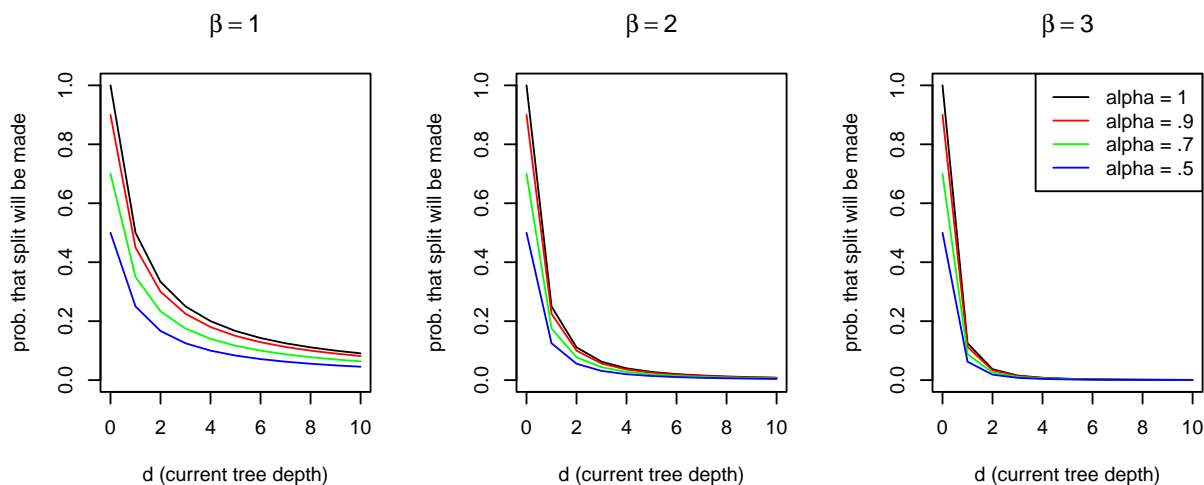 β = 1
prob. that split will be made
0.0 0.2 0.4 0.6 0.8 1.0
0 2 4 6 8 10
d (current tree depth)
β = 2
prob. that split will be made
0.0 0.2 0.4 0.6 0.8 1.0
0 2 4 6 8 10
d (current tree depth)
β = 3
prob. that split will be made
0.0 0.2 0.4 0.6 0.8 1.0
alpha = 1
alpha = .9
alpha = .7
alpha = .5
0 2 4 6 8 10
d (current tree depth)